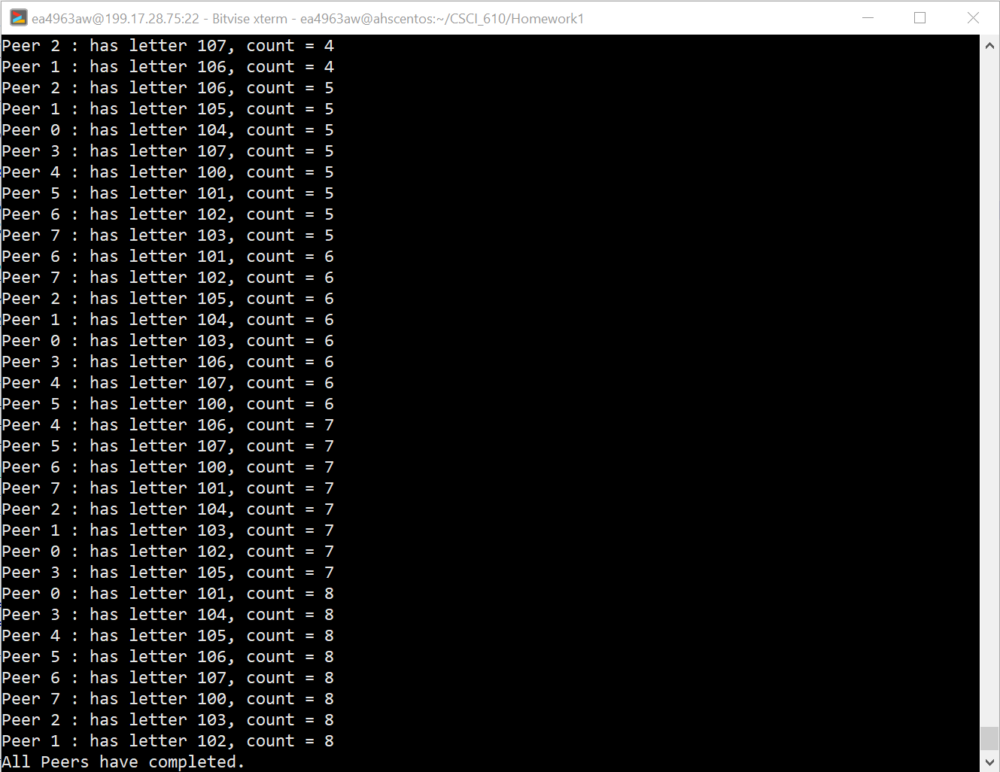 ea4963aw@199.17.28.75:22 - Bitvise xterm - ea4963aw@ahscentos:~/CSCI_610/Homework1
Peer 2 : has letter 107, count = 4
Peer 1 : has letter 106, count = 4
Peer 2 : has letter 106, count = 5
Peer 1 : has letter 105, count = 5
Peer 0 : has letter 104, count = 5
Peer 3 : has letter 107, count = 5
Peer 4 : has letter 100, count = 5
Peer 5 : has letter 101, count = 5
Peer 6 : has letter 102, count = 5
Peer 7 : has letter 103, count = 5
Peer 6 : has letter 101, count = 6
Peer 7 : has letter 102, count = 6
Peer 2 : has letter 105, count = 6
Peer 1 : has letter 104, count = 6
Peer 0 : has letter 103, count = 6
Peer 3 : has letter 106, count = 6
Peer 4 : has letter 107, count = 6
Peer 5 : has letter 100, count = 6
Peer 4 : has letter 106, count = 7
Peer 5 : has letter 107, count = 7
Peer 6 : has letter 100, count = 7
Peer 7 : has letter 101, count = 7
Peer 2 : has letter 104, count = 7
Peer 1 : has letter 103, count = 7
Peer 0 : has letter 102, count = 7
Peer 3 : has letter 105, count = 7
Peer 0 : has letter 101, count = 8
Peer 3 : has letter 104, count = 8
Peer 4 : has letter 105, count = 8
Peer 5 : has letter 106, count = 8
Peer 6 : has letter 107, count = 8
Peer 7 : has letter 100, count = 8
Peer 2 : has letter 103, count = 8
Peer 1 : has letter 102, count = 8
All Peers have completed.